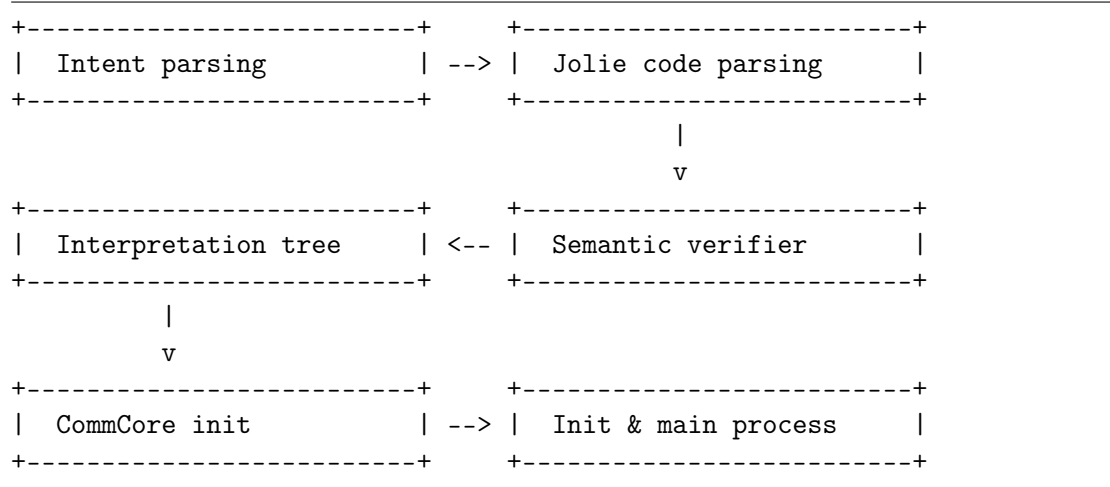 +--------------------------+     +--------------------------+
|  Intent parsing          | --> |  Jolie code parsing      |
+--------------------------+     +--------------------------+
                                            |
                                            v
+--------------------------+     +--------------------------+
|  Interpretation tree     | <-- |  Semantic verifier       |
+--------------------------+     +--------------------------+
          |
          v
+--------------------------+     +--------------------------+
|  CommCore init           | --> |  Init & main process     |
+--------------------------+     +--------------------------+